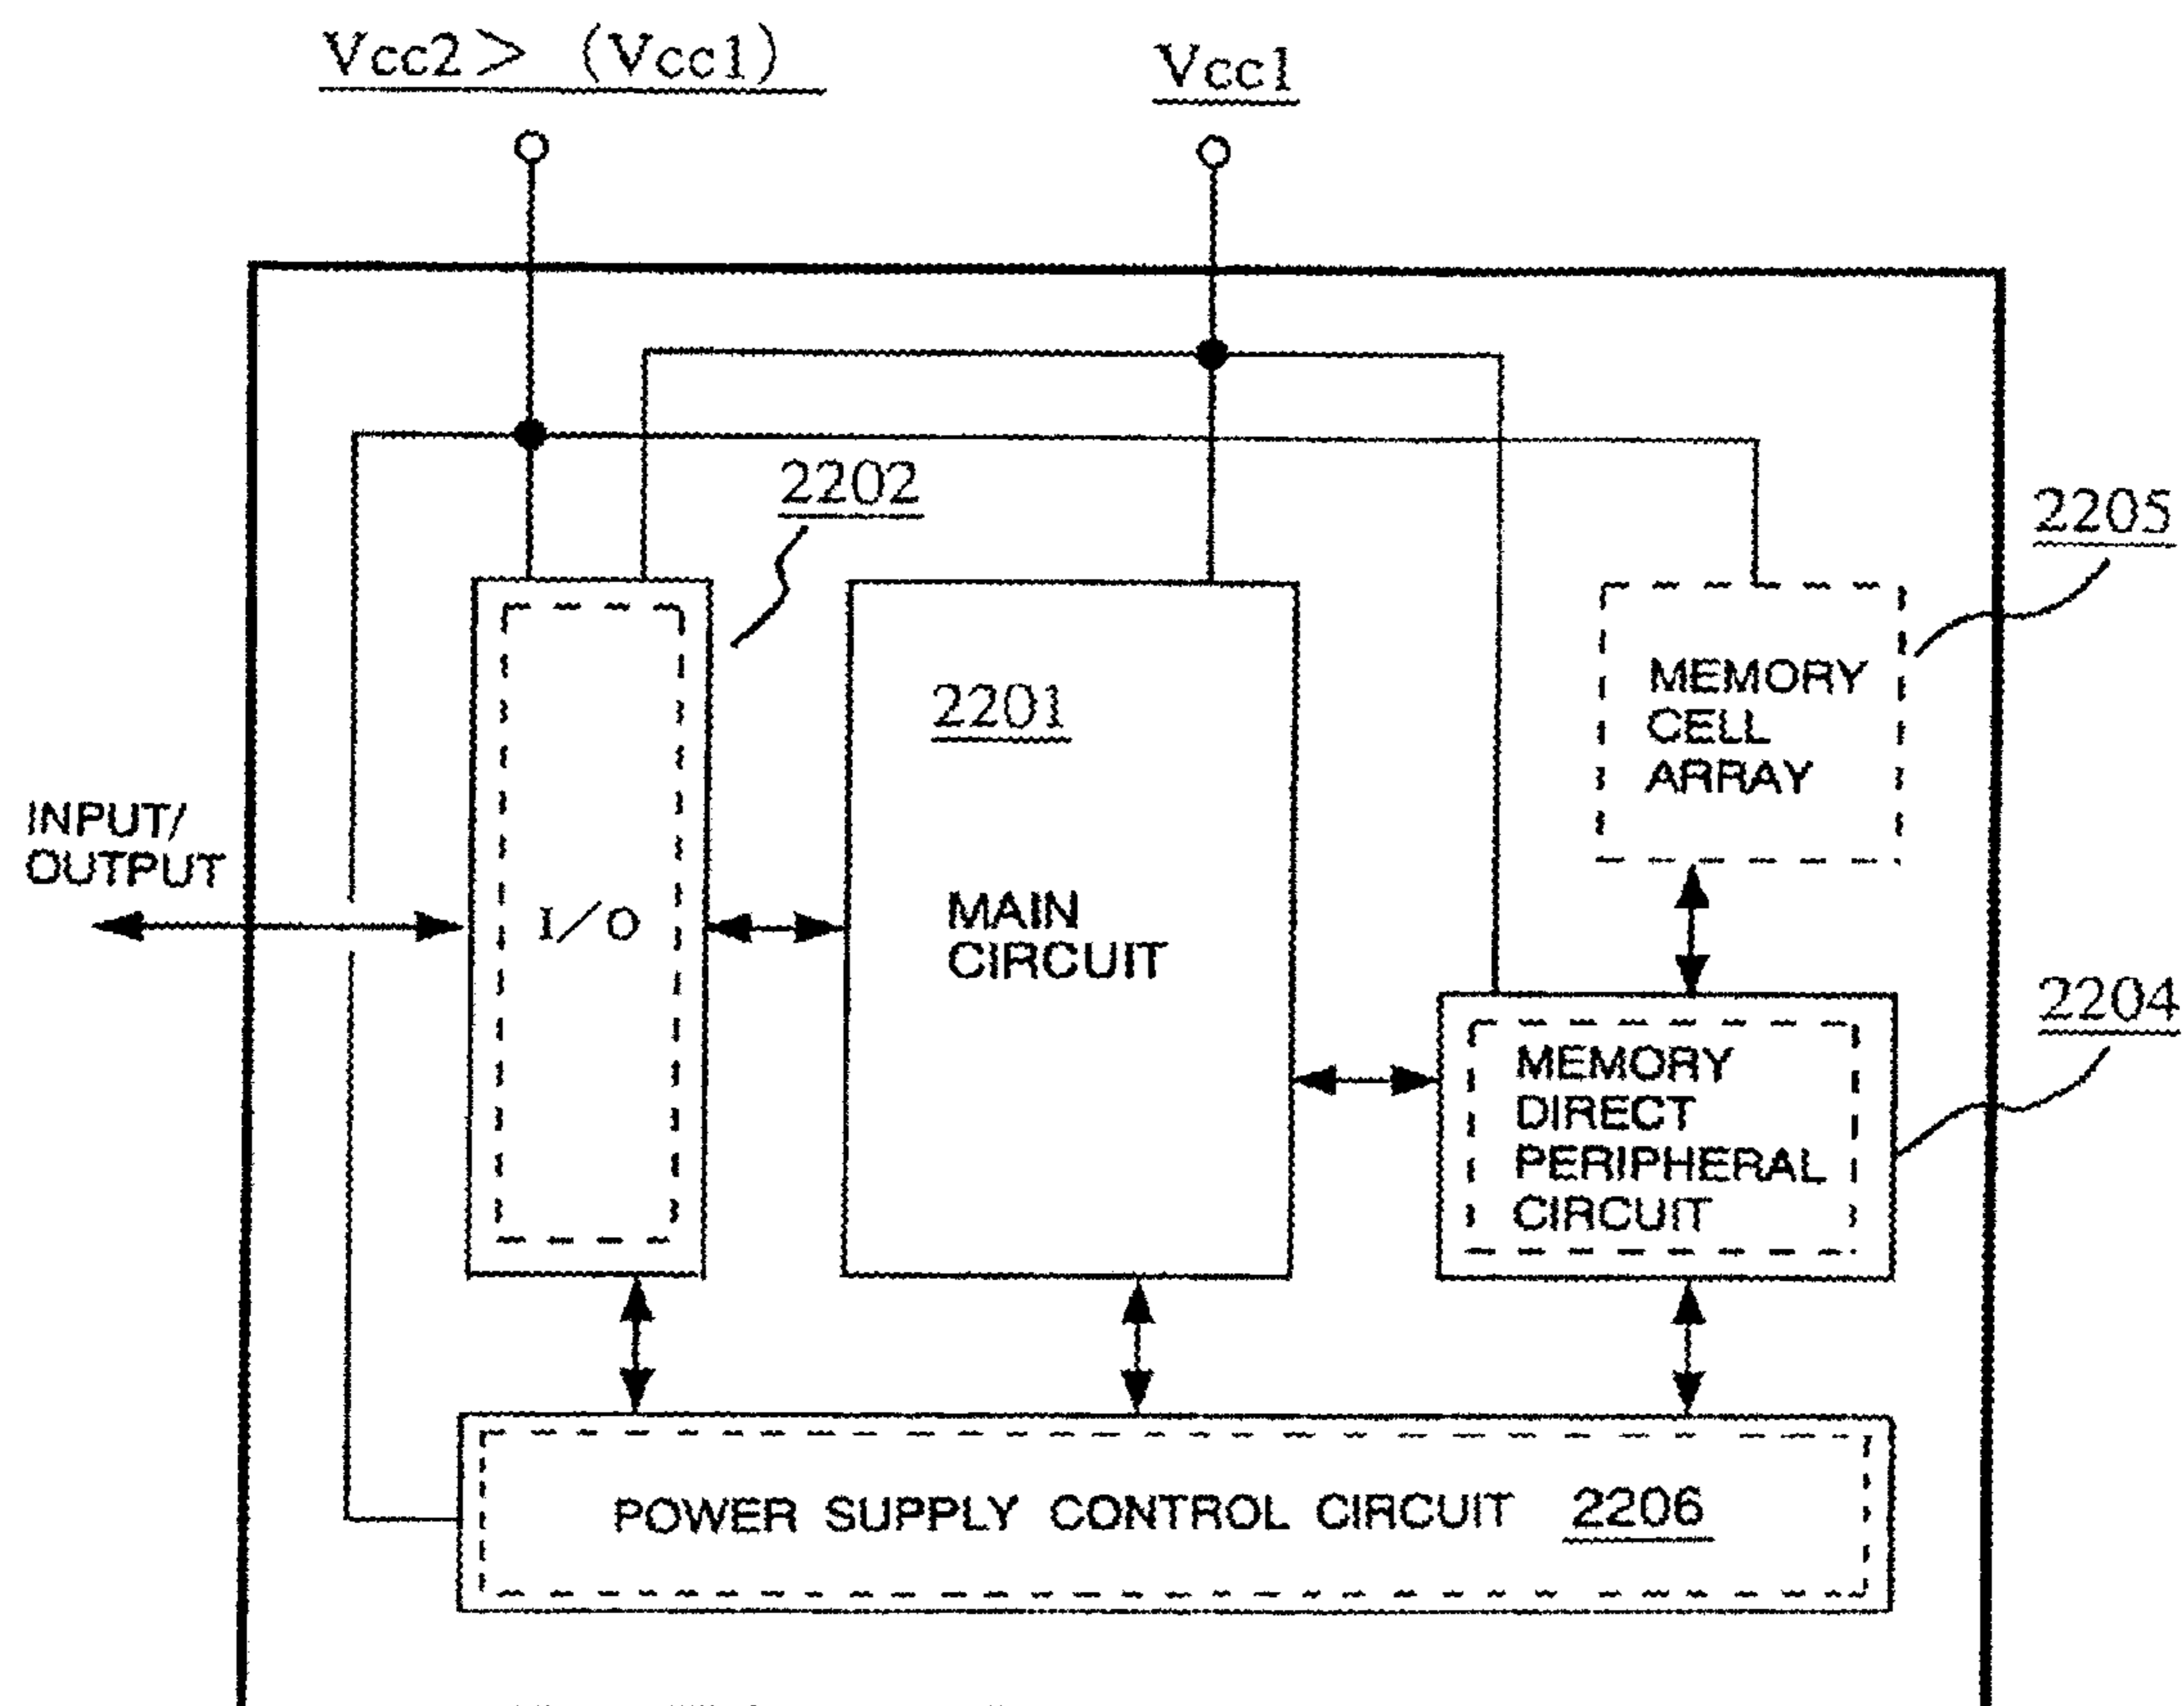 Vcc2> (Vcc1)
Vcc1
2202
2205
2201
MEMORY
CELL
ARRAY
INPUT/
OUTPUT
I/O
MAIN
CIRCUIT
2204
MEMORY
DIRECT
PERIPHERAL
CIRCUIT
POWER SUPPLY CONTROL CIRCUIT 2206